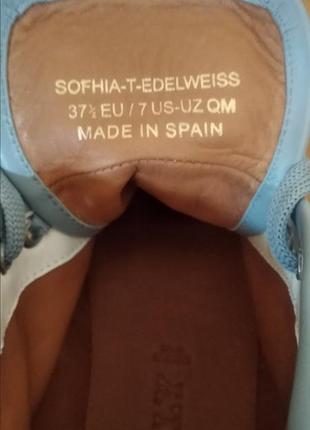 SOFHIA-T-EDELWEISS
37½ EU / 7 US-UZ QM
MADE IN SPAIN